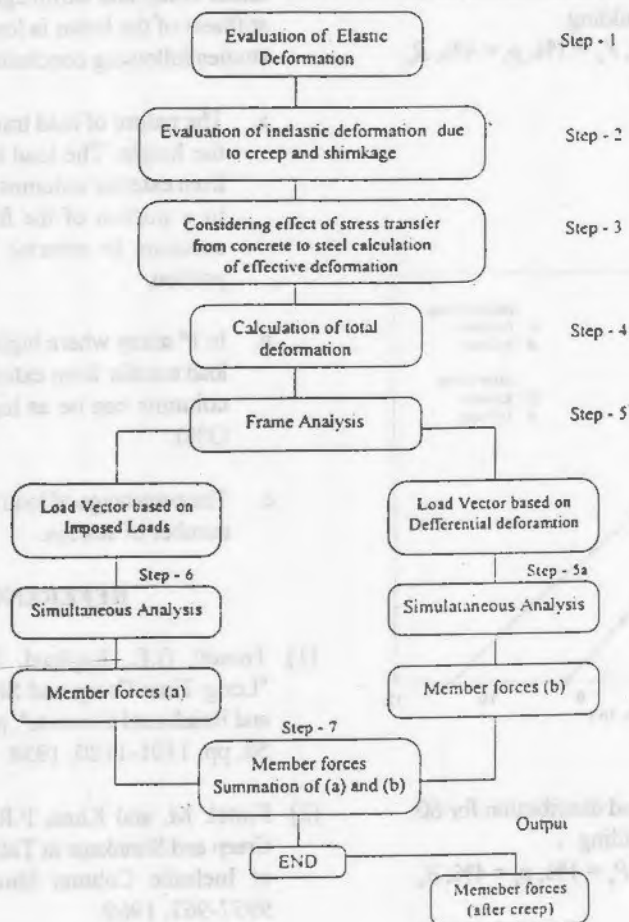 Evaluation of Elastic
Deformation
Step - 1
Evaluation of inelastic deformation due
to creep and shirnkage
Step - 2
Considering effect of stress transfer
from concrete to steel calculation
of effective deformation
Step - 3
Calculation of total
deformation
Step - 4
Frame Analysis
Step - 5
Load Vector based on
Imposed Loads
Load Vector based on
Defferential deforamtion
Step - 6
Step - 5a
Simultaneous Analysis
Simulataneous Analysis
Member forces (a)
Member forces (b)
Step - 7
Member forces
Summation of (a) and (b)
Output
END
Memeber forces
(after creep)